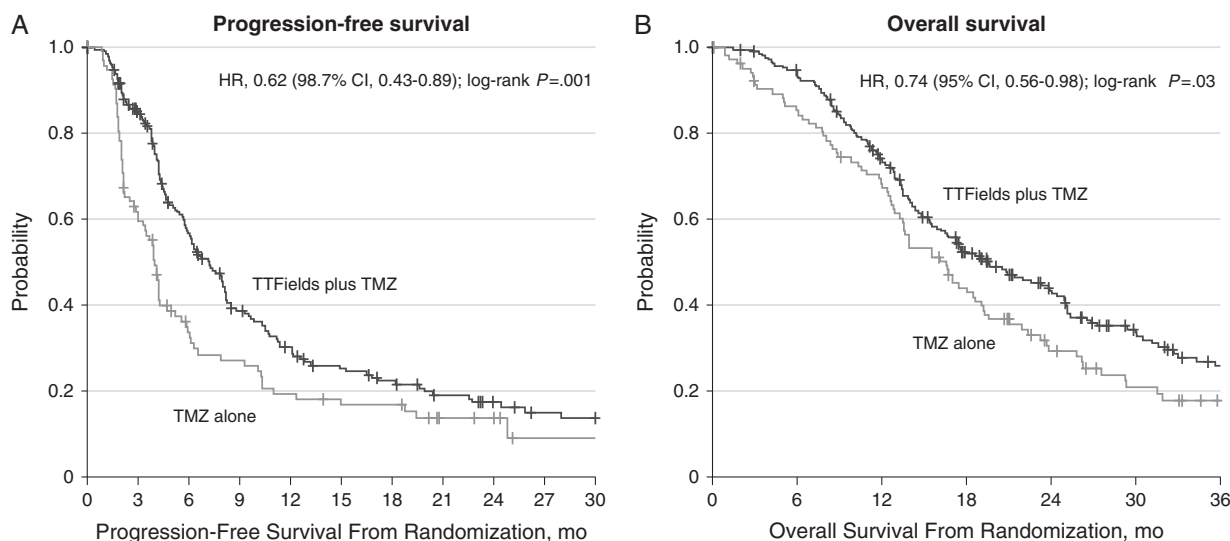 A
Progression-free survival
HR, 0.62 (98.7% CI, 0.43-0.89); log-rank P=.001
1.0
0.8
0.6
0.4
0.2
0
Probability
TTFields plus TMZ
TMZ alone
0 3 6 9 12 15 18 21 24 27 30
Progression-Free Survival From Randomization, mo
B
Overall survival
HR, 0.74 (95% CI, 0.56-0.98); log-rank P=.03
1.0
0.8
0.6
0.4
0.2
0
Probability
TTFields plus TMZ
TMZ alone
0 6 12 18 24 30 36
Overall Survival From Randomization, mo